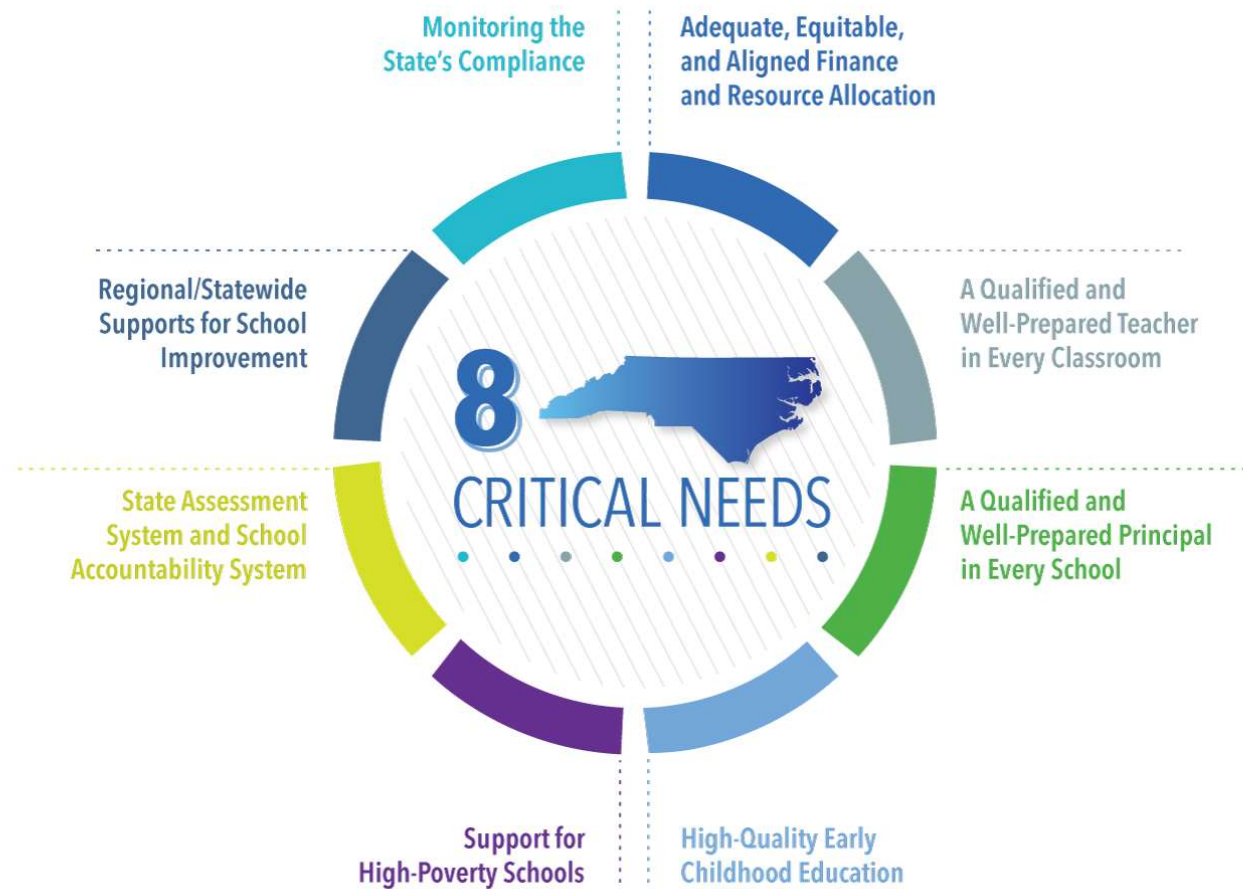 Monitoring the
State's Compliance
Adequate, Equitable,
and Aligned Finance
and Resource Allocation
Regional/Statewide
Supports for School
Improvement
A Qualified and
Well-Prepared Teacher
in Every Classroom
8
CRITICAL NEEDS
State Assessment
System and School
Accountability System
A Qualified and
Well-Prepared Principal
in Every School
Support for
High-Poverty Schools
High-Quality Early
Childhood Education